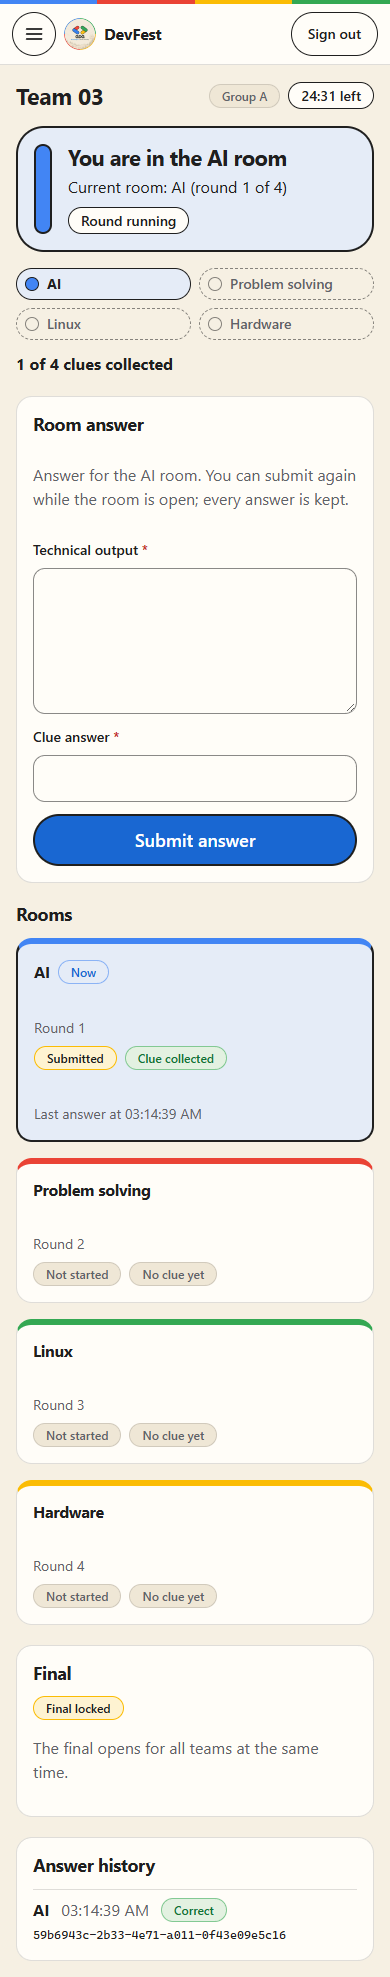 DevFest
Sign out
Team 03
Group A
24:31 left
You are in the AI room
Current room: AI (round 1 of 4)
Round running
AI
Problem solving
Linux
Hardware
1 of 4 clues collected
Room answer
Answer for the AI room. You can submit again
while the room is open; every answer is kept.
Technical output *
Clue answer *
Submit answer
Rooms
AI
Now
Round 1
Submitted
Clue collected
Last answer at 03:14:39 AM
Problem solving
Round 2
Not started
No clue yet
Linux
Round 3
Not started
No clue yet
Hardware
Round 4
Not started
No clue yet
Final
Final locked
The final opens for all teams at the same
time.
Answer history
AI
03:14:39 AM
Correct
59b6943c-2b33-4e71-a011-0f43e09e5c16